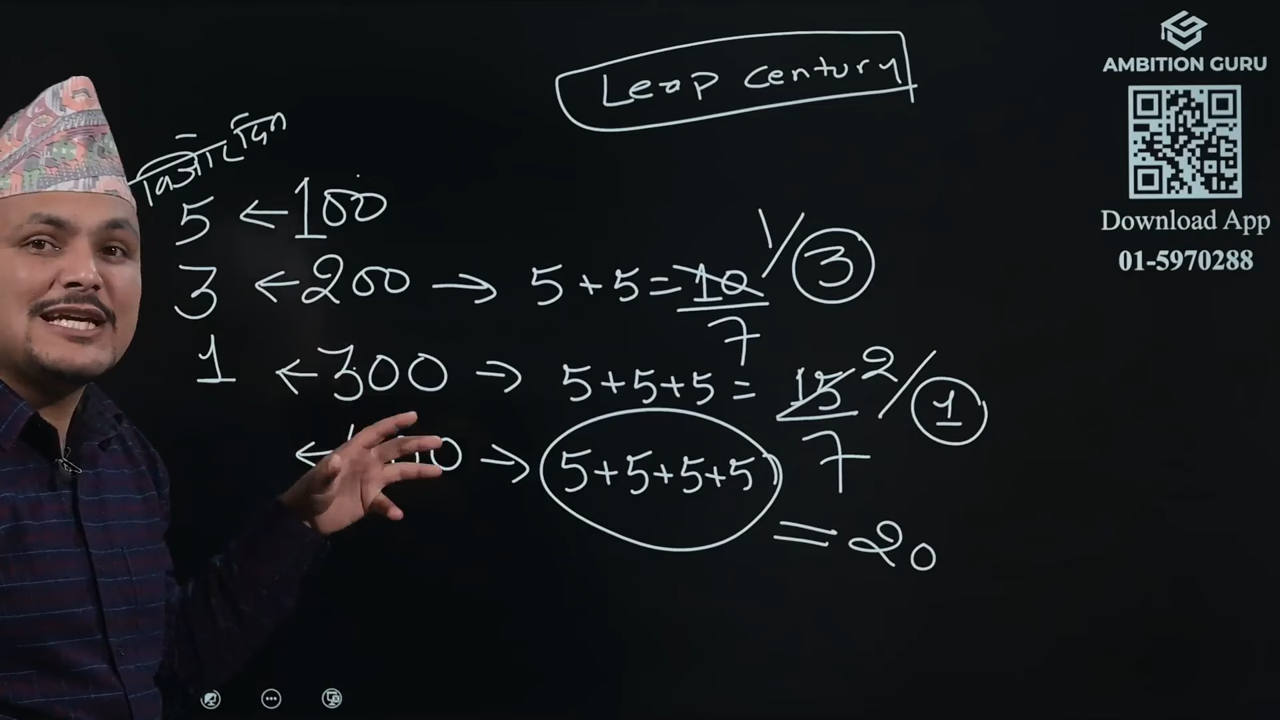 Leap century
AMBITION GURU
Download App
01-5970288
5 ← 100
3 ← 200 → 5 + 5 = 10/7 1/3
1 ← 300 → 5 + 5 + 5 = 15/7 2/1
← → 5 + 5 + 5 + 5
= 20